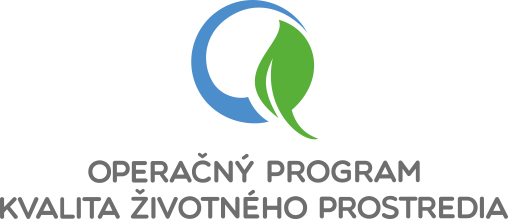 OPERAČNÝ PROGRAM
KVALITA ŽIVOTNÉHO PROSTREDIA